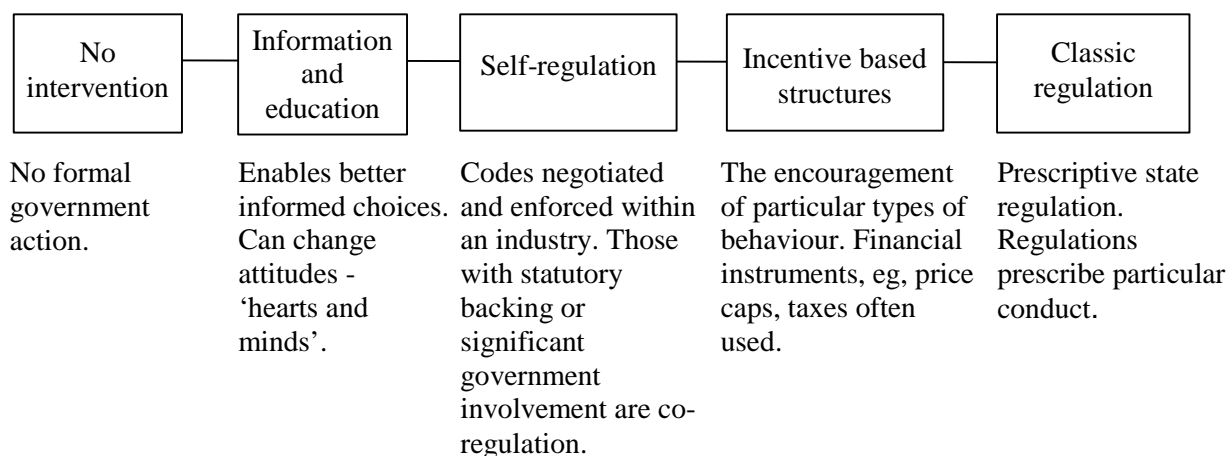 No
intervention
Information
and
education
Self-regulation
Incentive based
structures
Classic
regulation
No formal
government
action.
Enables better
informed choices.
Can change
attitudes -
‘hearts and
minds’.
Codes negotiated
and enforced within
an industry. Those
with statutory
backing or
significant
government
involvement are co-
regulation.
The encouragement
of particular types of
behaviour. Financial
instruments, eg, price
caps, taxes often
used.
Prescriptive state
regulation.
Regulations
prescribe particular
conduct.